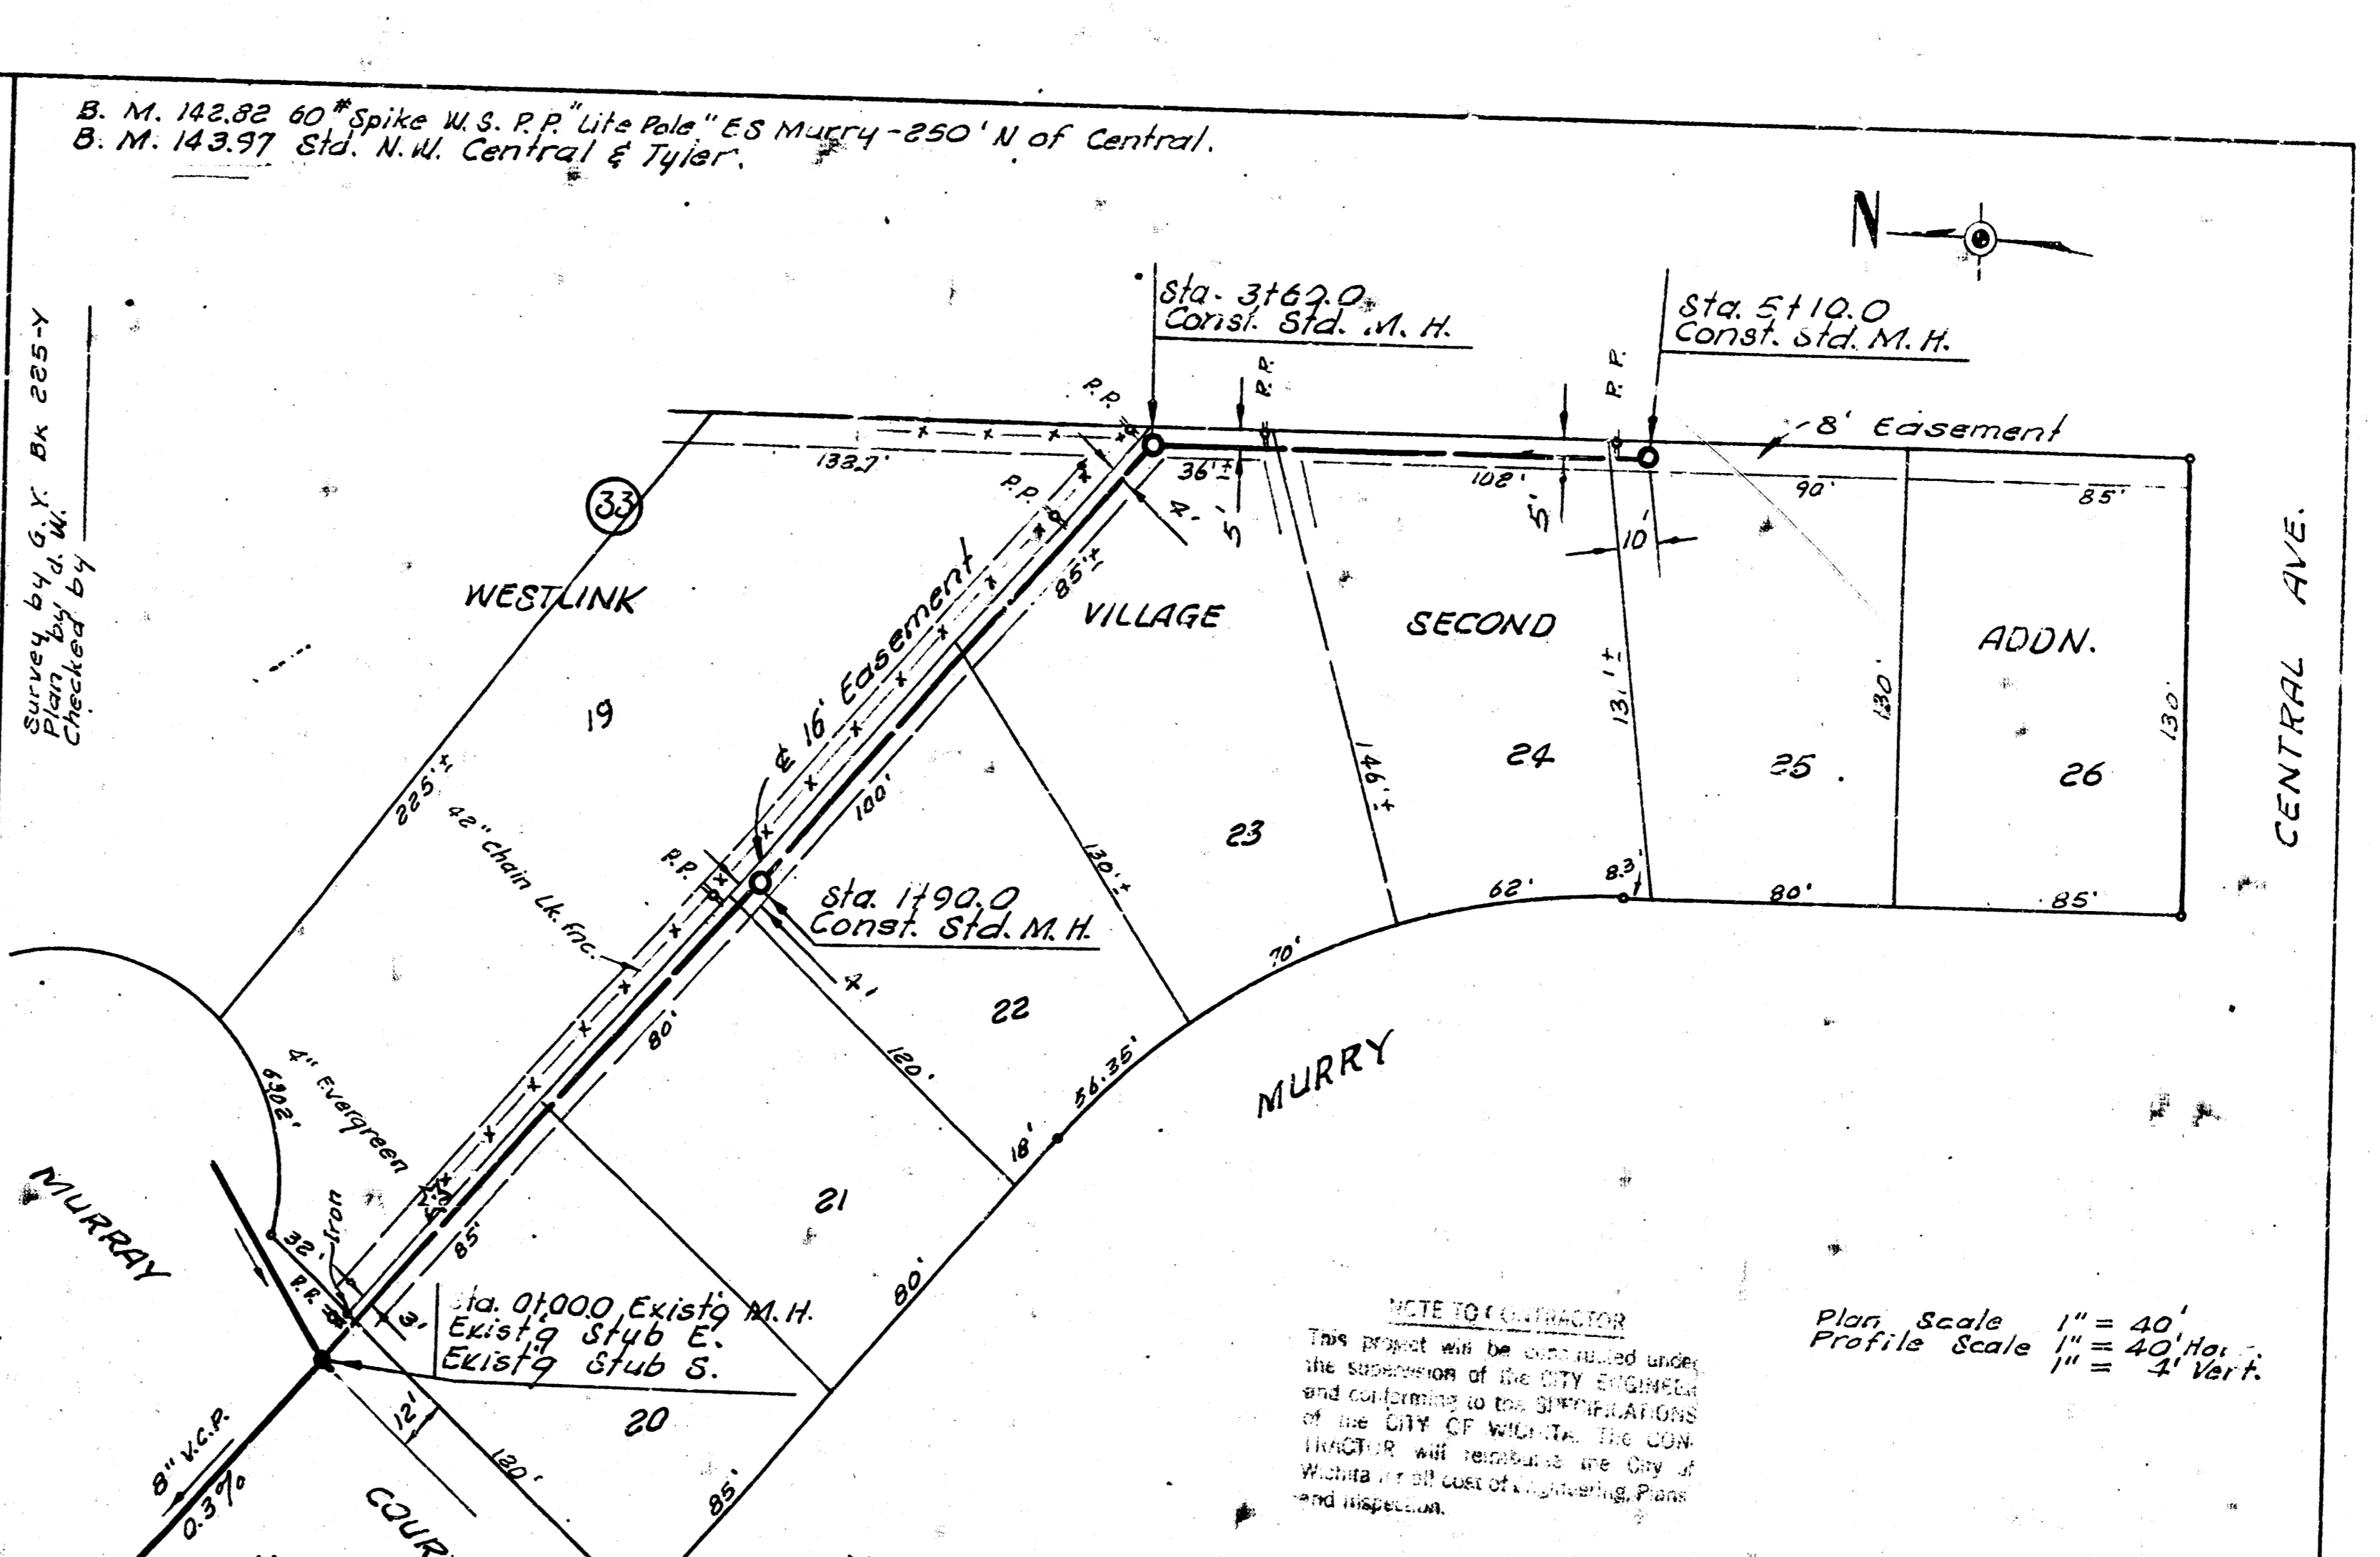 B. M. 142.82 60# Spike W. S. P. P. "Lite Pole" ES Murry - 250' N of Central.
B. M. 143.97 Std. N.W. Central & Tyler.
N
Survey by G. Y. Bk 225-Y
Plan by d. W.
Checked by
Sta. 3+60.0
Const. Std. M. H.
Sta. 5+10.0
Const. Std. M. H.
P. P.
P. P.
P. P.
8' Easement
138.7'
36'±
102'
90'
85'
P. P.
4'
5'
5'
10'
33
WESTLINK
VILLAGE
SECOND
ADDN.
CENTRAL AVE.
85'±
℄ 16' Easement
19
131'±
130'
130'
225'±
42" Chain Lk. Fnc.
100'
146'±
24
25
26
23
130'±
P. P.
Sta. 1+90.0
Const. Std. M. H.
62'
8.3'
80'
85'
4'
70'
22
80'
120'
56.35'
18'
MURRY
4" Evergreen
MURRAY
32'
Iron
P. P.
85'
21
80'
3'
Sta. 0+00.0 Exist'g M. H.
Exist'g Stub E.
Exist'g Stub S.
20
12'
120'
85'
8" V.C.P.
0.3%
NOTE TO CONTRACTOR
This project will be constructed under
the supervision of the CITY ENGINEER
and conforming to the SPECIFICATIONS
of the CITY OF WICHITA. The CON-
TRACTOR will reimburse the City of
Wichita for all cost of Engineering, Plans
and Inspection.
Plan Scale 1" = 40'
Profile Scale 1" = 40' Hor.
1" = 4' Vert.